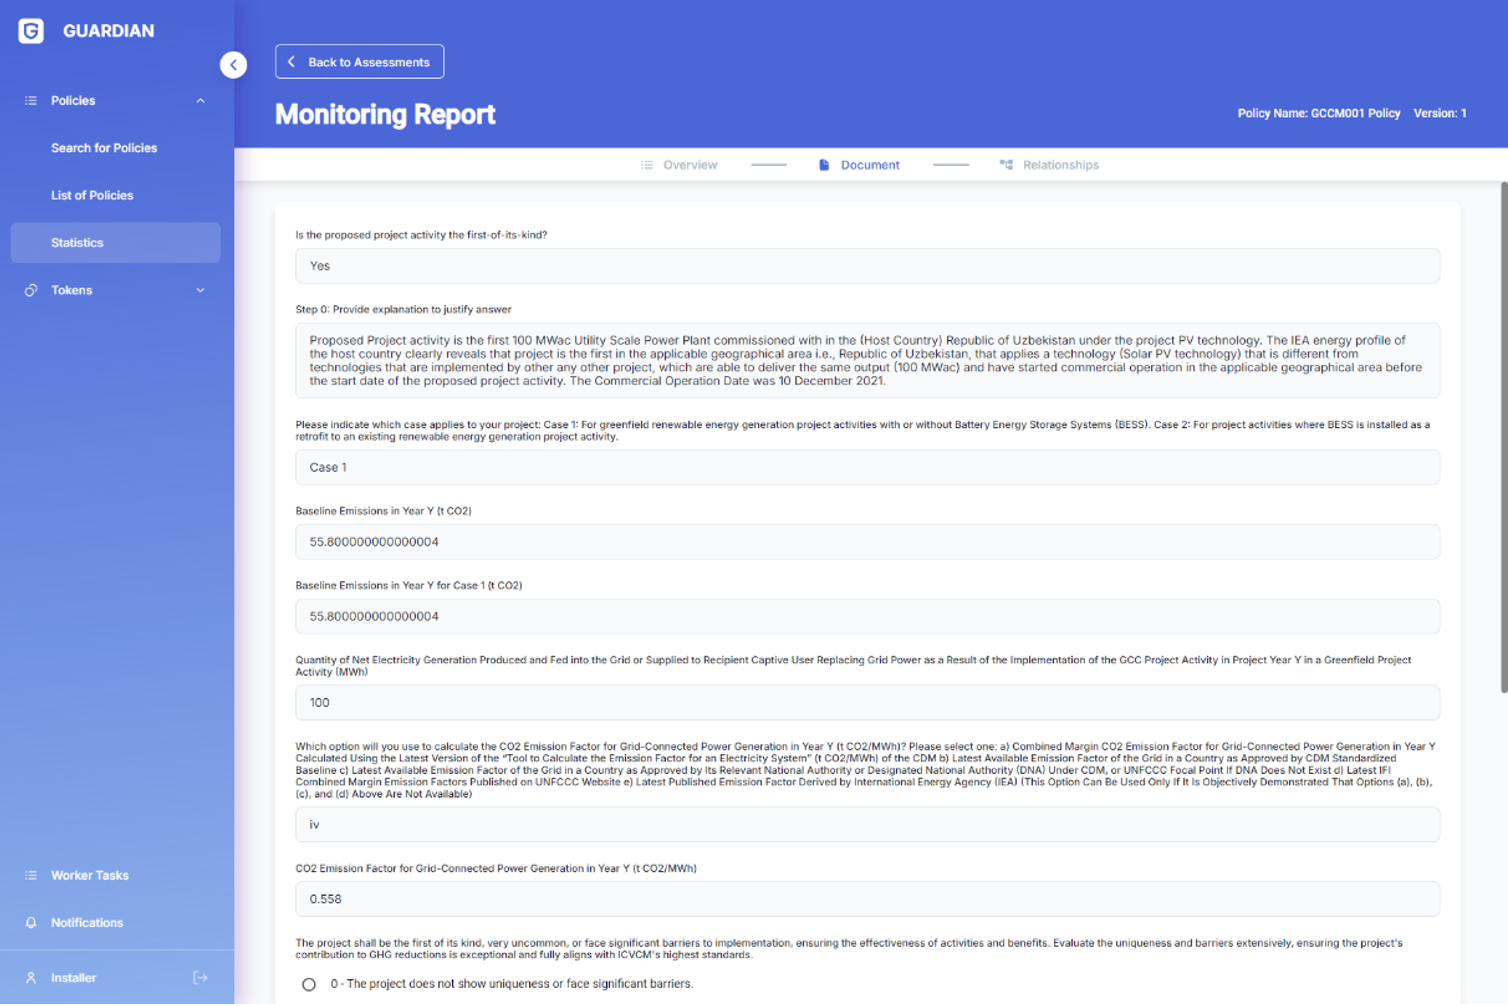 GUARDIAN
Back to Assessments
Monitoring Report
Policy Name: GCCM001 Policy Version: 1
Policies
Search for Policies
List of Policies
Statistics
Tokens
Worker Tasks
Notifications
Installer
Overview
Document
Relationships
Is the proposed project activity the first-of-its-kind?
Yes
Step 0: Provide explanation to justify answer
Proposed Project activity is the first 100 MWac Utility Scale Power Plant commissioned with in the (Host Country) Republic of Uzbekistan under the project PV technology. The IEA energy profile of
the host country clearly reveals that project is the first in the applicable geographical area i.e., Republic of Uzbekistan, that applies a technology (Solar PV technology) that is different from
technologies that are implemented by other any other project, which are able to deliver the same output (100 MWac) and have started commercial operation in the applicable geographical area before
the start date of the proposed project activity. The Commercial Operation Date was 10 December 2021.
Please indicate which case applies to your project: Case 1: For greenfield renewable energy generation project activities with or without Battery Energy Storage Systems (BESS). Case 2: For project activities where BESS is installed as a
retrofit to an existing renewable energy generation project activity.
Case 1
Baseline Emissions in Year Y (t CO2)
55.800000000000004
Baseline Emissions in Year Y for Case 1 (t CO2)
55.800000000000004
Quantity of Net Electricity Generation Produced and Fed into the Grid or Supplied to Recipient Captive User Replacing Grid Power as a Result of the Implementation of the GCC Project Activity in Project Year Y in a Greenfield Project
Activity (MWh)
100
Which option will you use to calculate the CO2 Emission Factor for Grid-Connected Power Generation in Year Y (t CO2/MWh)? Please select one: a) Combined Margin CO2 Emission Factor for Grid-Connected Power Generation in Year Y
Calculated Using the Latest Version of the "Tool to Calculate the Emission Factor for an Electricity System" (t CO2/MWh) of the CDM b) Latest Available Emission Factor of the Grid in a Country as Approved by CDM Standardized
Baseline c) Latest Available Emission Factor of the Grid in a Country as Approved by Its Relevant National Authority or Designated National Authority (DNA) Under CDM, or UNFCCC Focal Point If DNA Does Not Exist d) Latest IFI
Combined Margin Emission Factors Published on UNFCCC Website e) Latest Published Emission Factor Derived by International Energy Agency (IEA) (This Option Can Be Used Only If It Is Objectively Demonstrated That Options (a), (b),
(c), and (d) Above Are Not Available)
iv
CO2 Emission Factor for Grid-Connected Power Generation in Year Y (t CO2/MWh)
0.558
The project shall be the first of its kind, very uncommon, or face significant barriers to implementation, ensuring the effectiveness of activities and benefits. Evaluate the uniqueness and barriers extensively, ensuring the project's
contribution to GHG reductions is exceptional and fully aligns with ICVCM's highest standards.
0 - The project does not show uniqueness or face significant barriers.